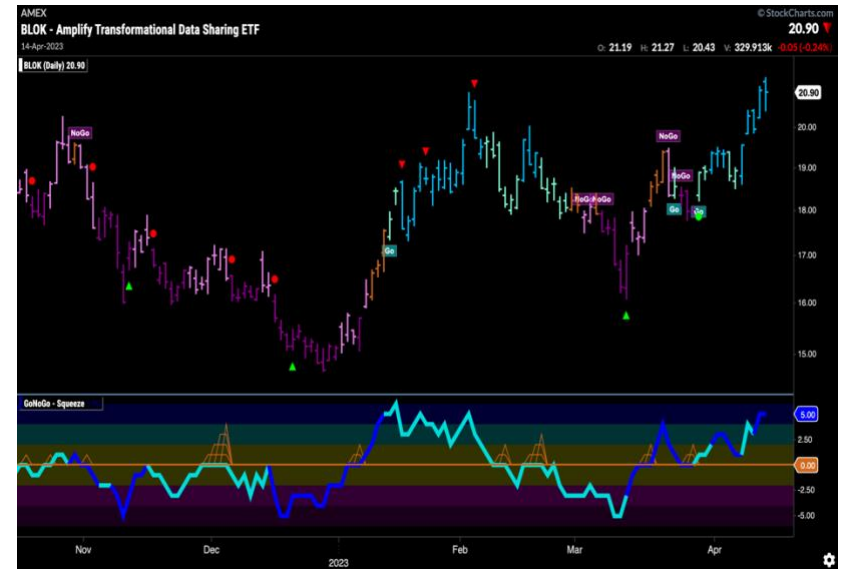 AMEX
© StockCharts.com
BLOK - Amplify Transformational Data Sharing ETF
20.90
14-Apr-2023
O: 21.19 H: 21.27 L: 20.43 V: 329.913k -0.05 (-0.24%)
BLOK (Daily) 20.90
20.90
NoGo
NoGo
20.00
19.00
NoGo
NoGo
NoGo
18.00
Go
Go
Go
17.00
16.00
15.00
GoNoGo - Squeeze
5.00
2.50
0.00
-2.50
-5.00
Nov
Dec
2023
Feb
Mar
Apr